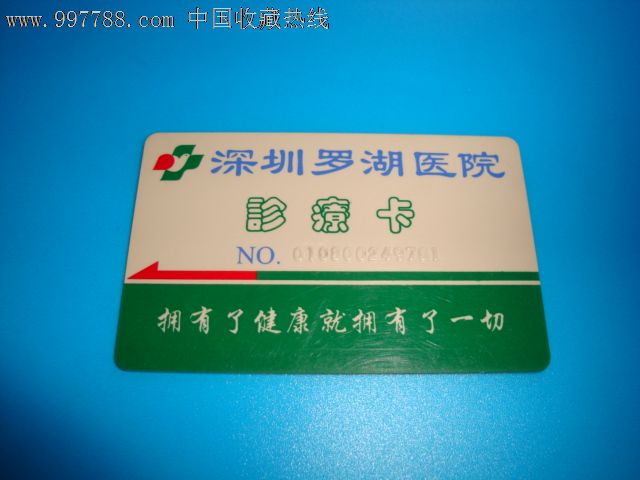 www.997788.com 中国收藏热线
深圳罗湖医院
診療卡
NO. 010800249781
拥有了健康就拥有了一切